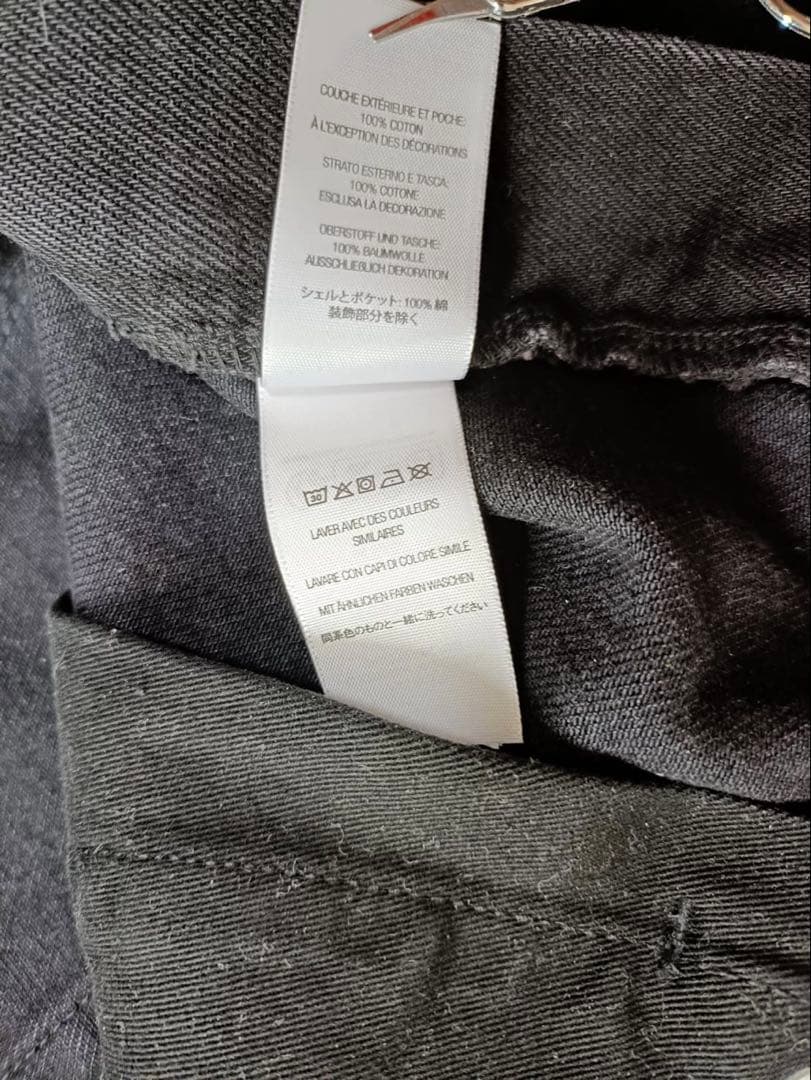 COUCHE EXTÉRIEURE ET POCHE:
100% COTON
À L'EXCEPTION DES DÉCORATIONS
STRATO ESTERNO E TASCA:
100% COTONE
ESCLUSA LA DECORAZIONE
OBERSTOFF UND TASCHE:
100% BAUMWOLLE
AUSSCHLIEßLICH DEKORATION
シェルとポケット: 100% 綿
装飾部分を除く
30
LAVER AVEC DES COULEURS
SIMILAIRES
LAVARE CON CAPI DI COLORE SIMILE
MIT ÄHNLICHEN FARBEN WASCHEN
同系色のものと一緒に洗ってください